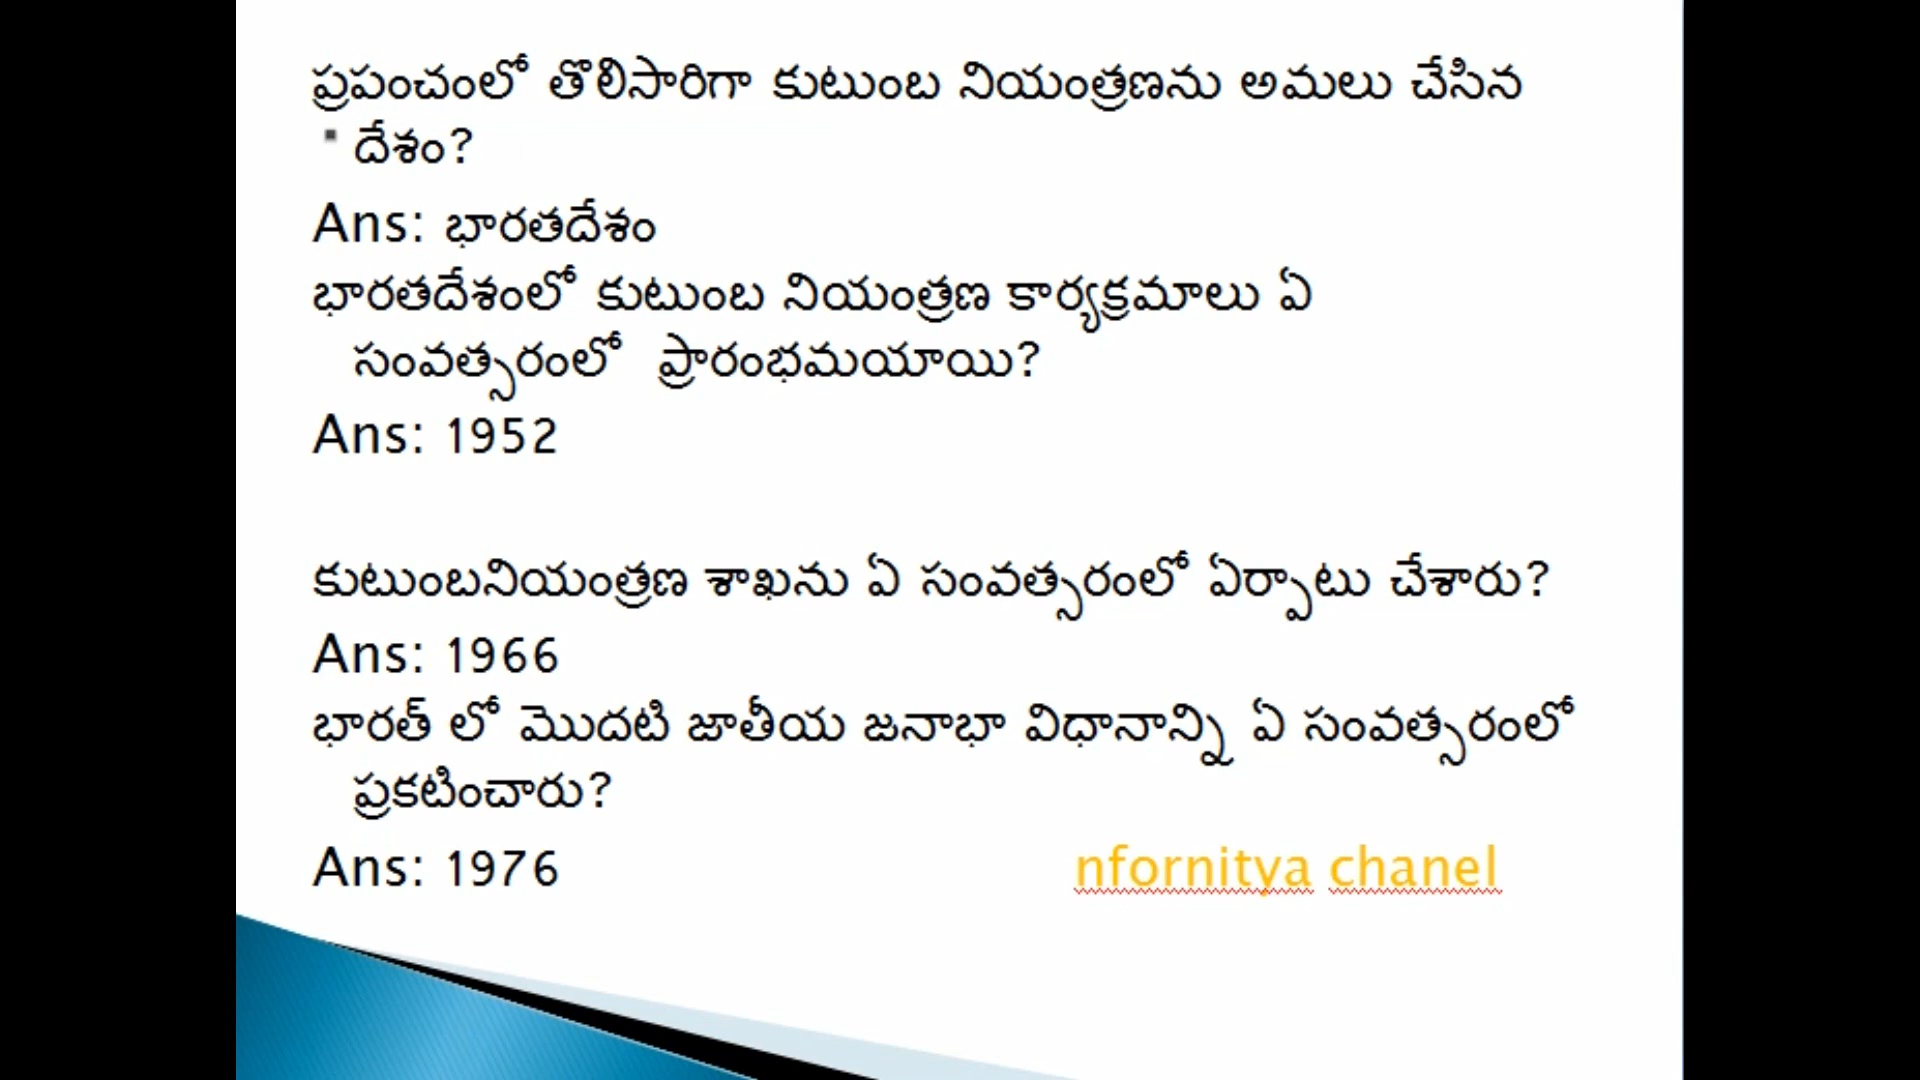 ప్రపంచంలో తొలిసారిగా కుటుంబ నియంత్రణను అమలు చేసిన
▪ దేశం?
Ans: భారతదేశం
భారతదేశంలో కుటుంబ నియంత్రణ కార్యక్రమాలు ఏ
సంవత్సరంలో ప్రారంభమయాయి?
Ans: 1952
కుటుంబనియంత్రణ శాఖను ఏ సంవత్సరంలో ఏర్పాటు చేశారు?
Ans: 1966
భారత్ లో మొదటి జాతీయ జనాభా విధానాన్ని ఏ సంవత్సరంలో
ప్రకటించారు?
Ans: 1976
nfornitya chanel